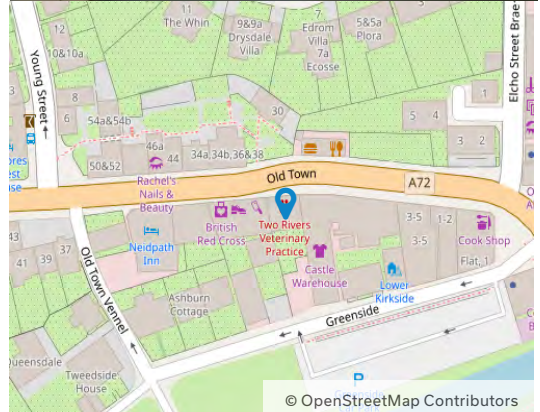 11
The Whin
9&9a
Drysdale
Villa
7
Edrom
Villa
7a
Ecosse
5&5a
Plora
Elcho Street Brae
Young Street
12
10&10a
8
6
54a&54b
30
1
5
4
3
2
46a
44
50&52
34a,
34b,
36&38
Old Town
A72
Rachel's
Nails &
Beauty
British
Red Cross
Two Rivers
Veterinary
Practice
3-5
1-2
3-5
Cook Shop
Flat, 1
43
41
39
37
Neidpath
Inn
Castle
Warehouse
Lower
Kirkside
Old Town Vennel
Ashburn
Cottage
Greenside
Queensdale
Tweedside
House
P
© OpenStreetMap Contributors